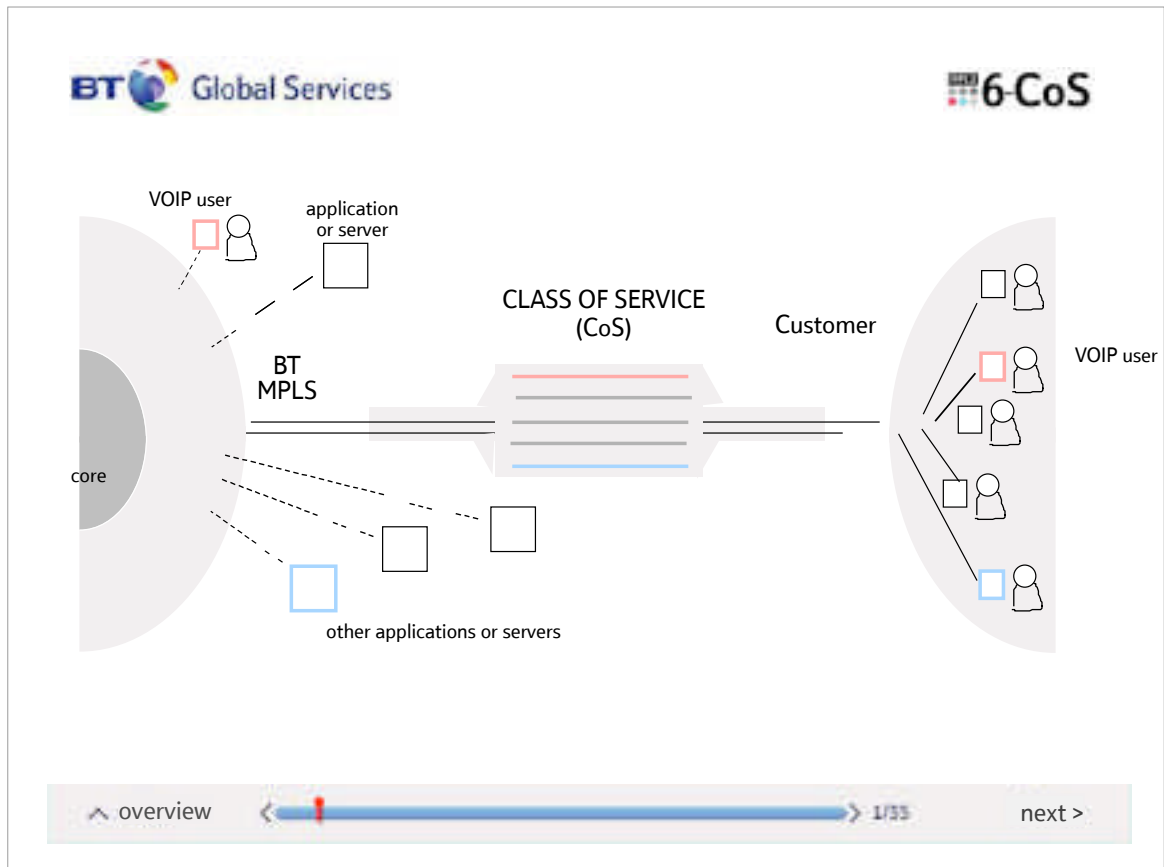 BT Global Services
6-CoS
VOIP user
application
or server
CLASS OF SERVICE
(CoS)
Customer
VOIP user
BT
MPLS
core
other applications or servers
overview
1/35
next >